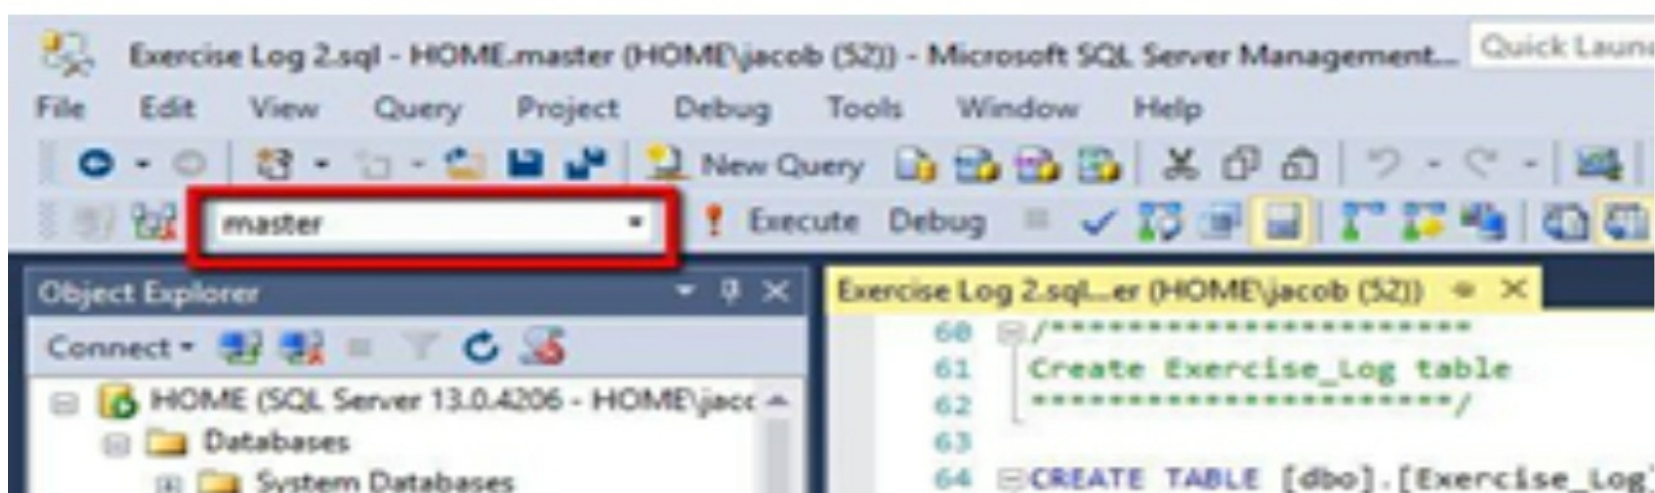 Exercise Log 2.sql - HOME.master (HOME\jacob (52)) - Microsoft SQL Server Management... Quick Laun
File Edit View Query Project Debug Tools Window Help
New Query
master Execute Debug
Object Explorer
Connect
HOME (SQL Server 13.0.4206 - HOME\jacc
Databases
System Databases
Exercise Log 2.sql...er (HOME\jacob (52))
60 /**********************
61 Create Exercise_Log table
62 **********************/
63
64 CREATE TABLE [dbo].[Exercise_Log]